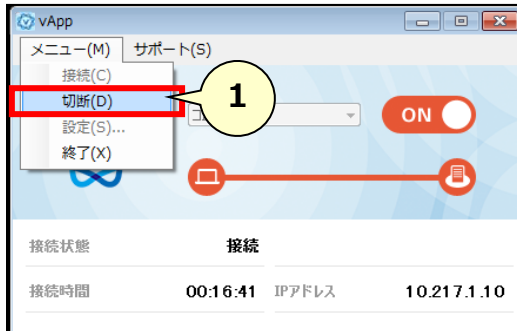 vApp
メニュー(M) サポート(S)
接続(C)
切断(D)
設定(S)...
終了(X)
1
ON
接続状態 接続
接続時間 00:16:41 IPアドレス 10.217.1.10